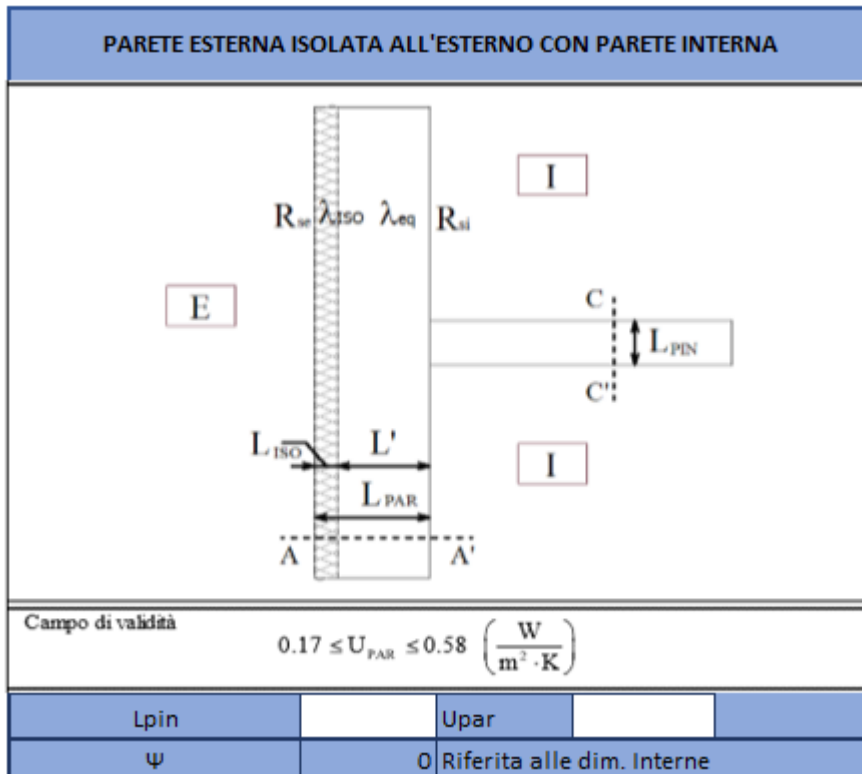 PARETE ESTERNA ISOLATA ALL'ESTERNO CON PARETE INTERNA
I
Rse λISO λeq Rsi
E
C
LPIN
C'
LISO L'
I
LPAR
A A'
Campo di validità
0.17 ≤ UPAR ≤ 0.58 (W / m² · K)
Lpin Upar
Ψ 0 Riferita alle dim. Interne